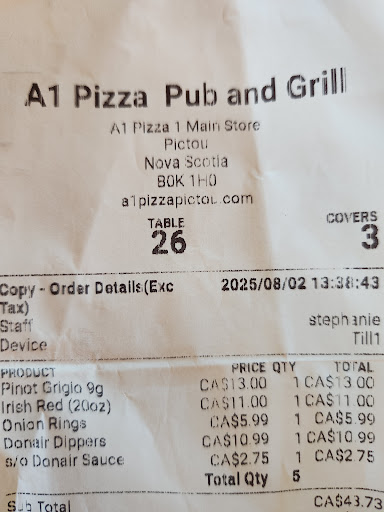 A1 Pizza Pub and Grill
A1 Pizza 1 Main Store
Pictou
Nova Scotia
B0K 1H0
a1pizzapictou.com
TABLE COVERS
26 3
Copy - Order Details(Exc Tax) 2025/08/02 13:38:43
Staff stephanie
Device Till1
PRODUCT PRICE QTY TOTAL
Pinot Grigio 9g CA$13.00 1 CA$13.00
Irish Red (20oz) CA$11.00 1 CA$11.00
Onion Rings CA$5.99 1 CA$5.99
Donair Dippers CA$10.99 1 CA$10.99
s/o Donair Sauce CA$2.75 1 CA$2.75
Total Qty 5
Sub Total CA$43.73